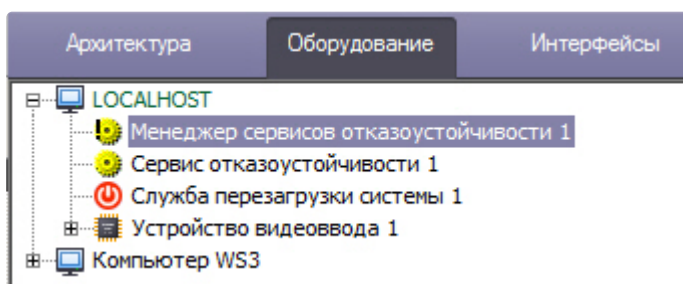 Архитектура Оборудование Интерфейсы
LOCALHOST
Менеджер сервисов отказоустойчивости 1
Сервис отказоустойчивости 1
Служба перезагрузки системы 1
Устройство видеоввода 1
Компьютер WS3